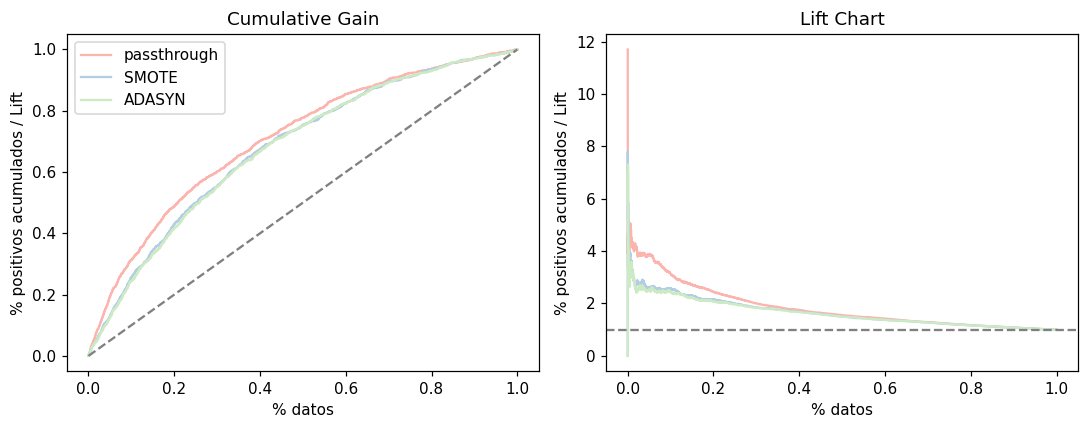 Cumulative Gain
passthrough
SMOTE
ADASYN
1.0
0.8
0.6
0.4
0.2
0.0
% positivos acumulados / Lift
0.0 0.2 0.4 0.6 0.8 1.0
% datos
Lift Chart
12
10
8
6
4
2
0
% positivos acumulados / Lift
0.0 0.2 0.4 0.6 0.8 1.0
% datos